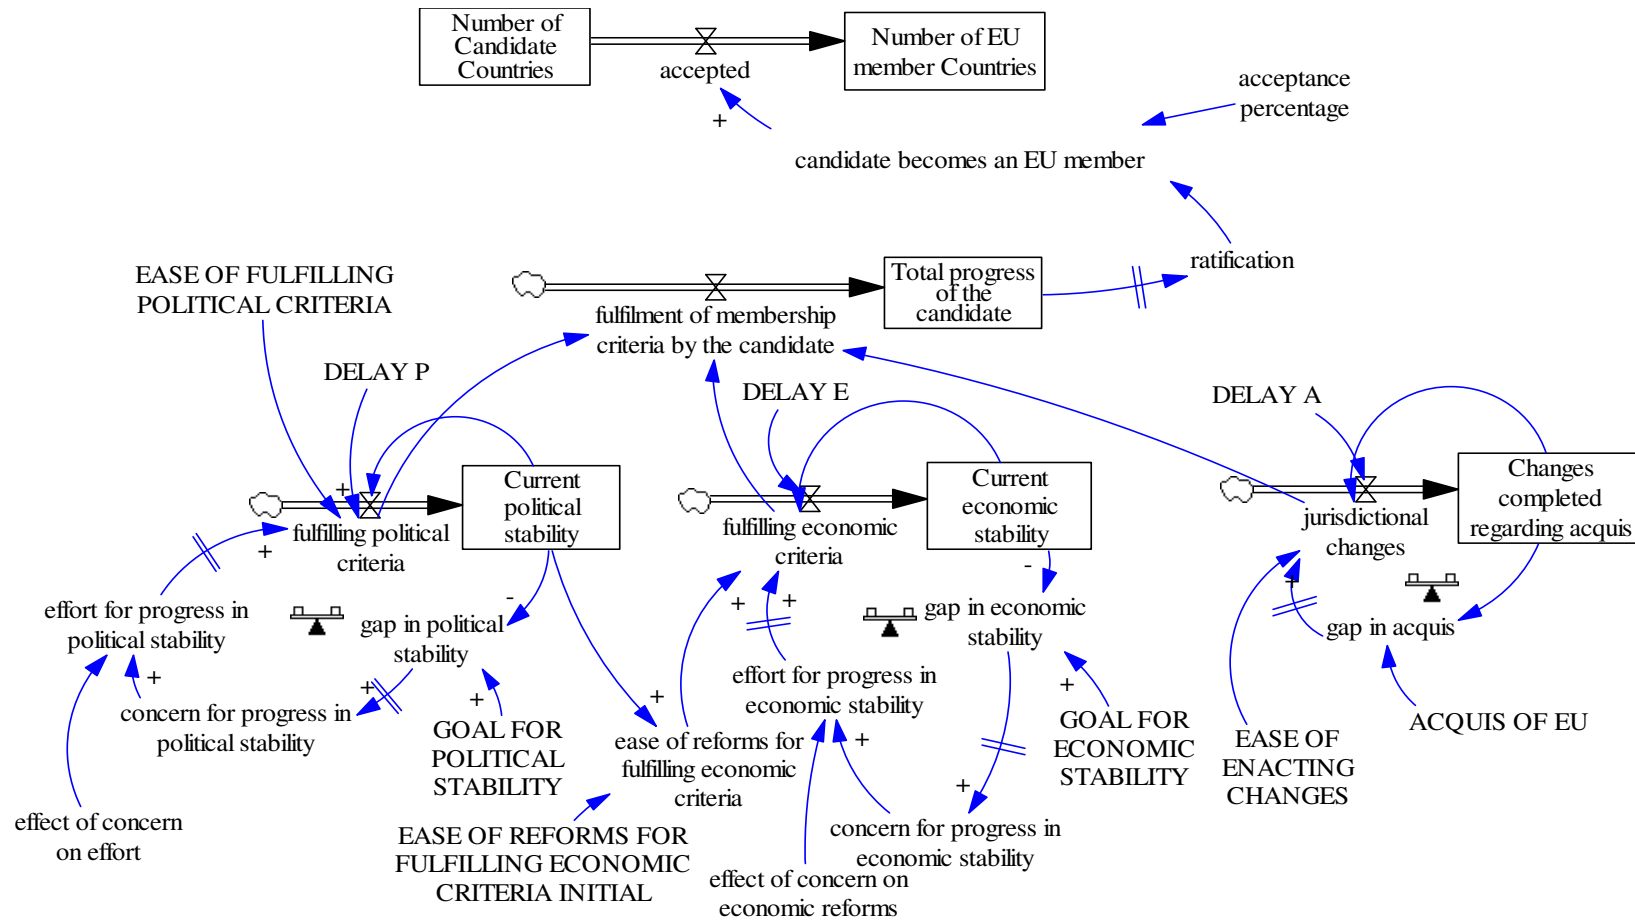 Number of
Candidate
Countries
accepted
Number of EU
member Countries
acceptance
percentage
+
candidate becomes an EU member
ratification
EASE OF FULFILLING
POLITICAL CRITERIA
Total progress
of the
candidate
fulfilment of membership
criteria by the candidate
DELAY P
DELAY E
DELAY A
+
Current
political
stability
fulfilling political
criteria
+
Current
economic
stability
fulfilling economic
criteria
Changes
completed
regarding acquis
jurisdictional
changes
-
-
+
+
+
effort for progress in
political stability
gap in political
stability
gap in economic
stability
gap in acquis
+
+
concern for progress in
political stability
+
GOAL FOR
POLITICAL
STABILITY
effort for progress in
economic stability
+
+
GOAL FOR
ECONOMIC
STABILITY
ACQUIS OF EU
EASE OF
ENACTING
CHANGES
ease of reforms for
fulfilling economic
criteria
+
+
effect of concern
on effort
EASE OF REFORMS FOR
FULFILLING ECONOMIC
CRITERIA INITIAL
concern for progress in
economic stability
effect of concern on
economic reforms